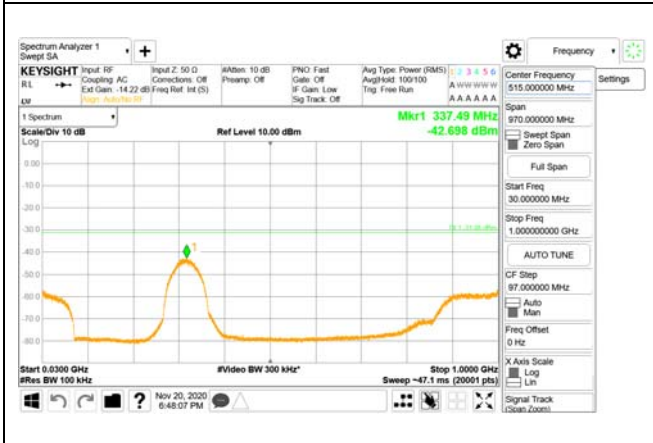 Spectrum Analyzer 1
Swept SA
+
Frequency
KEYSIGHT
Input: RF
Input Z: 50 Ω
#Atten: 10 dB
PNO: Fast
Avg Type: Power (RMS)
1 2 3 4 5 6
RL
Coupling: AC
Corrections: Off
Preamp: Off
Gate: Off
Avg|Hold: 100/100
A W W W W W
Ext Gain: -14.22 dB
Freq Ref: Int (S)
IF Gain: Low
Trig: Free Run
Align: Auto/No RF
Sig Track: Off
A A A A A A
1 Spectrum
Mkr1 337.49 MHz
Scale/Div 10 dB
Ref Level 10.00 dBm
-42.698 dBm
Log
0.00
-10.0
-20.0
-30.0
-40.0
-50.0
-60.0
-70.0
-80.0
1
Start 0.0300 GHz
#Video BW 300 kHz*
Stop 1.0000 GHz
#Res BW 100 kHz
Sweep ~47.1 ms (20001 pts)
?
Nov 20, 2020
6:48:07 PM
Center Frequency
515.000000 MHz
Settings
Span
970.000000 MHz
Swept Span
Zero Span
Full Span
Start Freq
30.000000 MHz
Stop Freq
1.000000000 GHz
AUTO TUNE
CF Step
97.000000 MHz
Auto
Man
Freq Offset
0 Hz
X Axis Scale
Log
Lin
Signal Track
(Span Zoom)